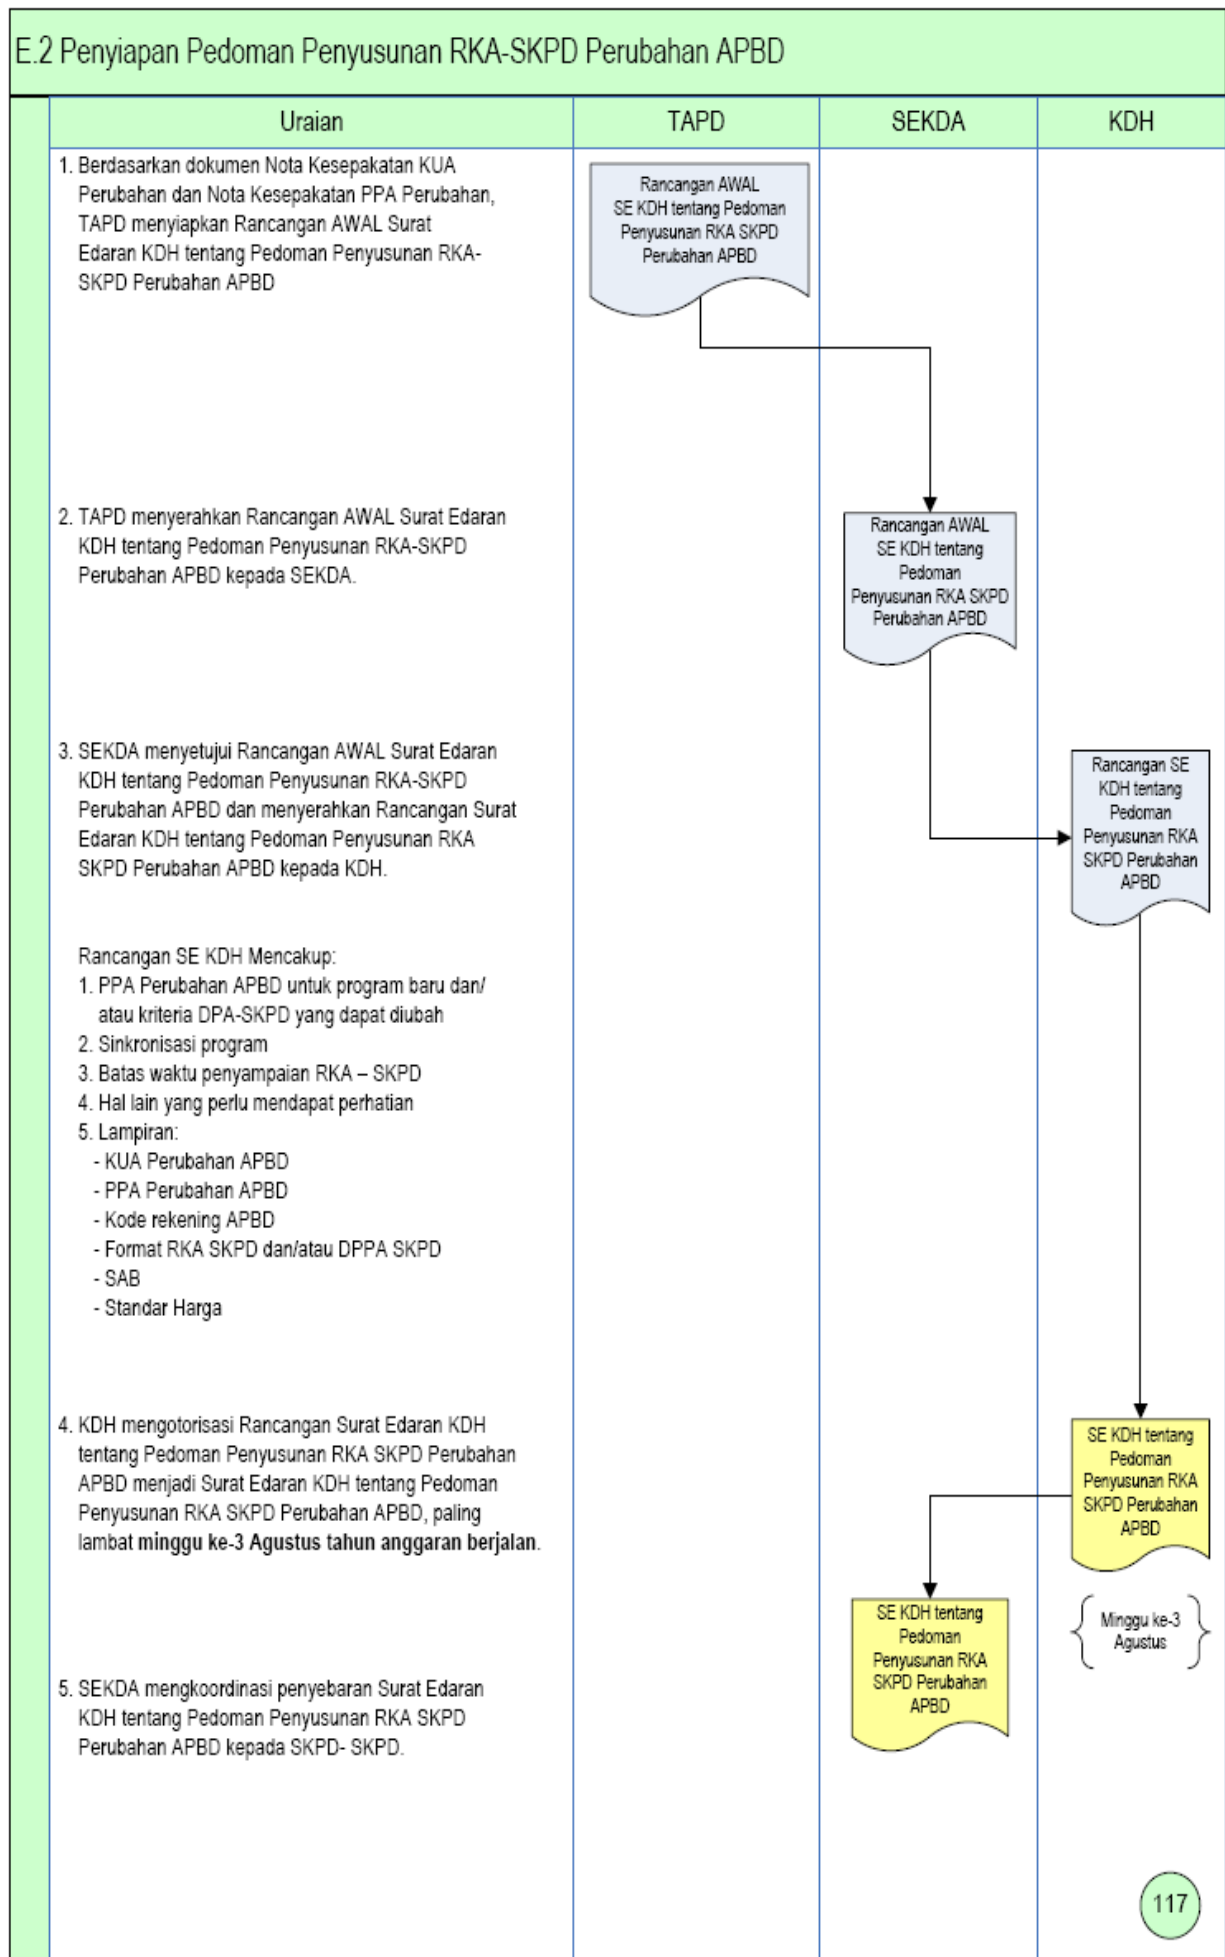 E.2 Penyiapan Pedoman Penyusunan RKA-SKPD Perubahan APBD
Uraian
TAPD
SEKDA
KDH
1. Berdasarkan dokumen Nota Kesepakatan KUA
Perubahan dan Nota Kesepakatan PPA Perubahan,
TAPD menyiapkan Rancangan AWAL Surat
Edaran KDH tentang Pedoman Penyusunan RKA-
SKPD Perubahan APBD
Rancangan AWAL
SE KDH tentang Pedoman
Penyusunan RKA SKPD
Perubahan APBD
2. TAPD menyerahkan Rancangan AWAL Surat Edaran
KDH tentang Pedoman Penyusunan RKA-SKPD
Perubahan APBD kepada SEKDA.
Rancangan AWAL
SE KDH tentang
Pedoman
Penyusunan RKA SKPD
Perubahan APBD
3. SEKDA menyetujui Rancangan AWAL Surat Edaran
KDH tentang Pedoman Penyusunan RKA-SKPD
Perubahan APBD dan menyerahkan Rancangan Surat
Edaran KDH tentang Pedoman Penyusunan RKA
SKPD Perubahan APBD kepada KDH.
Rancangan SE
KDH tentang
Pedoman
Penyusunan RKA
SKPD Perubahan
APBD
Rancangan SE KDH Mencakup:
1. PPA Perubahan APBD untuk program baru dan/
atau kriteria DPA-SKPD yang dapat diubah
2. Sinkronisasi program
3. Batas waktu penyampaian RKA – SKPD
4. Hal lain yang perlu mendapat perhatian
5. Lampiran:
- KUA Perubahan APBD
- PPA Perubahan APBD
- Kode rekening APBD
- Format RKA SKPD dan/atau DPPA SKPD
- SAB
- Standar Harga
4. KDH mengotorisasi Rancangan Surat Edaran KDH
tentang Pedoman Penyusunan RKA SKPD Perubahan
APBD menjadi Surat Edaran KDH tentang Pedoman
Penyusunan RKA SKPD Perubahan APBD, paling
lambat minggu ke-3 Agustus tahun anggaran berjalan.
SE KDH tentang
Pedoman
Penyusunan RKA
SKPD Perubahan
APBD
Minggu ke-3
Agustus
SE KDH tentang
Pedoman
Penyusunan RKA
SKPD Perubahan
APBD
5. SEKDA mengkoordinasi penyebaran Surat Edaran
KDH tentang Pedoman Penyusunan RKA SKPD
Perubahan APBD kepada SKPD- SKPD.
117